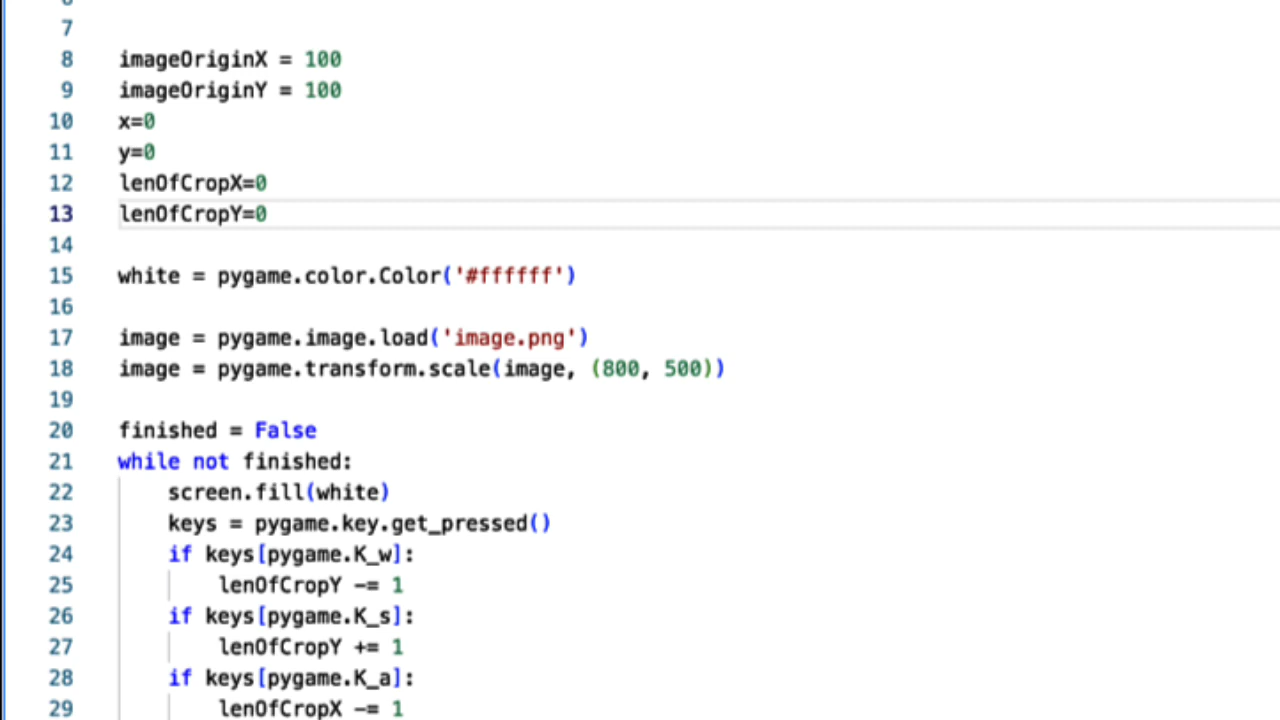 7
8 imageOriginX = 100
9 imageOriginY = 100
10 x=0
11 y=0
12 lenOfCropX=0
13 lenOfCropY=0
14
15 white = pygame.color.Color('#ffffff')
16
17 image = pygame.image.load('image.png')
18 image = pygame.transform.scale(image, (800, 500))
19
20 finished = False
21 while not finished:
22     screen.fill(white)
23     keys = pygame.key.get_pressed()
24     if keys[pygame.K_w]:
25         lenOfCropY -= 1
26     if keys[pygame.K_s]:
27         lenOfCropY += 1
28     if keys[pygame.K_a]:
29         lenOfCropX -= 1